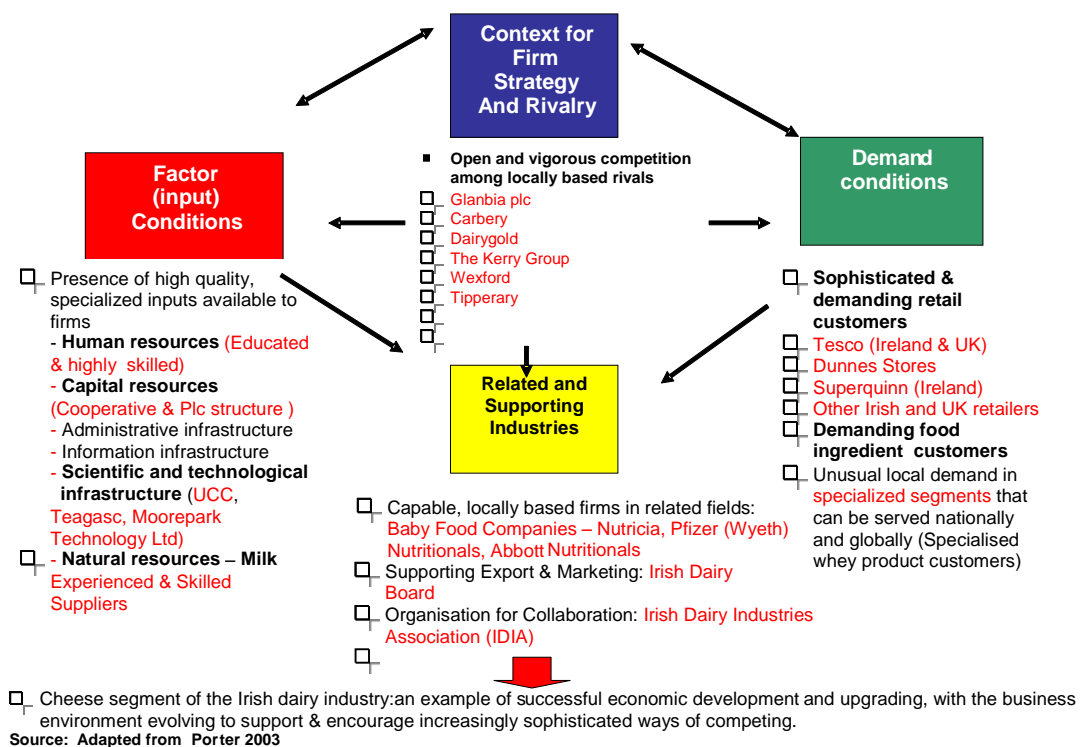 Context for
Firm
Strategy
And Rivalry
Factor
(input)
Conditions
Demand
conditions
Open and vigorous competition
among locally based rivals
Glanbia plc
Carbery
Dairygold
The Kerry Group
Wexford
Tipperary
Presence of high quality,
specialized inputs available to
firms
- Human resources (Educated
& highly skilled)
- Capital resources
(Cooperative & Plc structure )
- Administrative infrastructure
- Information infrastructure
- Scientific and technological
infrastructure (UCC,
Teagasc, Moorepark
Technology Ltd)
- Natural resources – Milk
Experienced & Skilled
Suppliers
Related and
Supporting
Industries
Capable, locally based firms in related fields:
Baby Food Companies – Nutricia, Pfizer (Wyeth)
Nutritionals, Abbott Nutritionals
Supporting Export & Marketing: Irish Dairy
Board
Organisation for Collaboration: Irish Dairy Industries
Association (IDIA)
Sophisticated &
demanding retail
customers
Tesco (Ireland & UK)
Dunnes Stores
Superquinn (Ireland)
Other Irish and UK retailers
Demanding food
ingredient customers
Unusual local demand in
specialized segments that
can be served nationally
and globally (Specialised
whey product customers)
Cheese segment of the Irish dairy industry:an example of successful economic development and upgrading, with the business
environment evolving to support & encourage increasingly sophisticated ways of competing.
Source: Adapted from Porter 2003